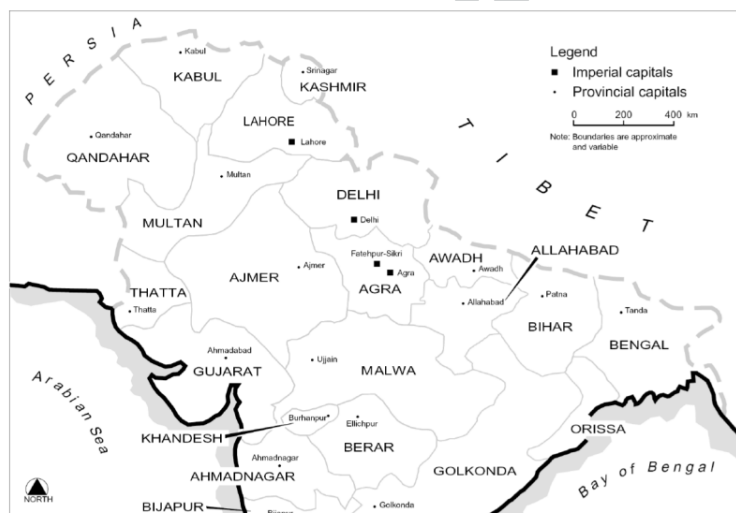 PERSIA
Kabul
KABUL
Srinagar
KASHMIR
Legend
Imperial capitals
Provincial capitals
0 200 400 km
Note: Boundaries are approximate
and variable
LAHORE
Lahore
Qandahar
QANDAHAR
TIBET
Multan
MULTAN
DELHI
Delhi
ALLAHABAD
Fatehpur-Sikri
AWADH
Awadh
AJMER
Ajmer
Agra
AGRA
THATTA
Thatta
Allahabad
Patna
BIHAR
Tanda
BENGAL
Ahmadabad
GUJARAT
Ujjain
MALWA
Arabian Sea
Burhanpur
Ellichpur
KHANDESH
BERAR
ORISSA
Ahmadnagar
AHMADNAGAR
GOLKONDA
Bay of Bengal
NORTH
BIJAPUR
Golkonda